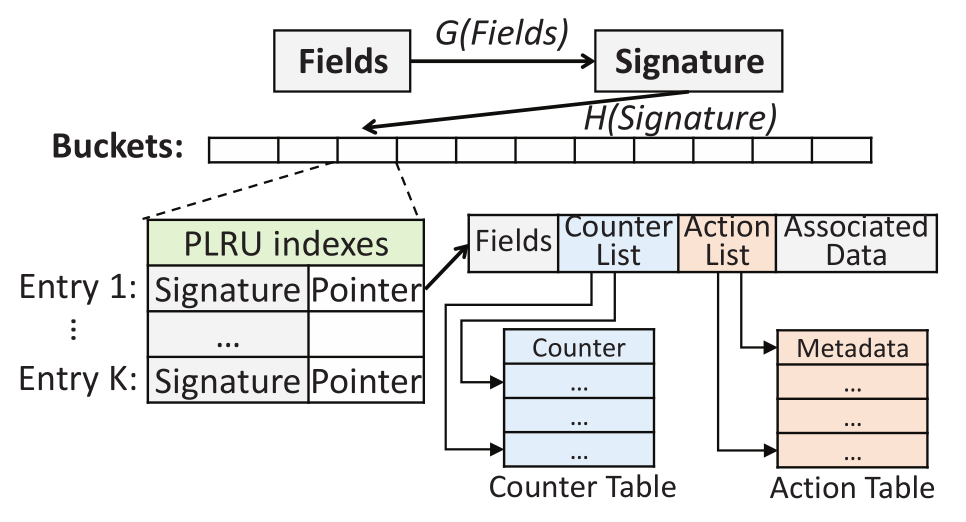 G(Fields)
Fields
Signature
H(Signature)
Buckets:
PLRU indexes
Entry 1:
Signature
Pointer
⋮
...
Entry K:
Signature
Pointer
Fields
Counter
List
Action
List
Associated
Data
Counter
...
...
...
Counter Table
Metadata
...
...
...
Action Table